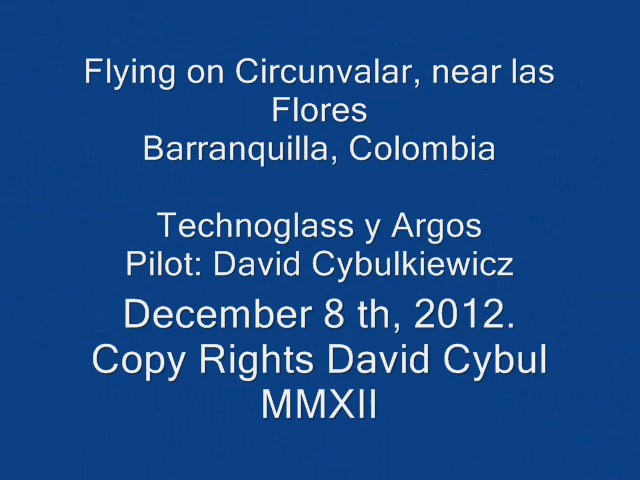 Flying on Circunvalar, near las
Flores
Barranquilla, Colombia
Technoglass y Argos
Pilot: David Cybulkiewicz
December 8 th, 2012.
Copy Rights David Cybul
MMXII